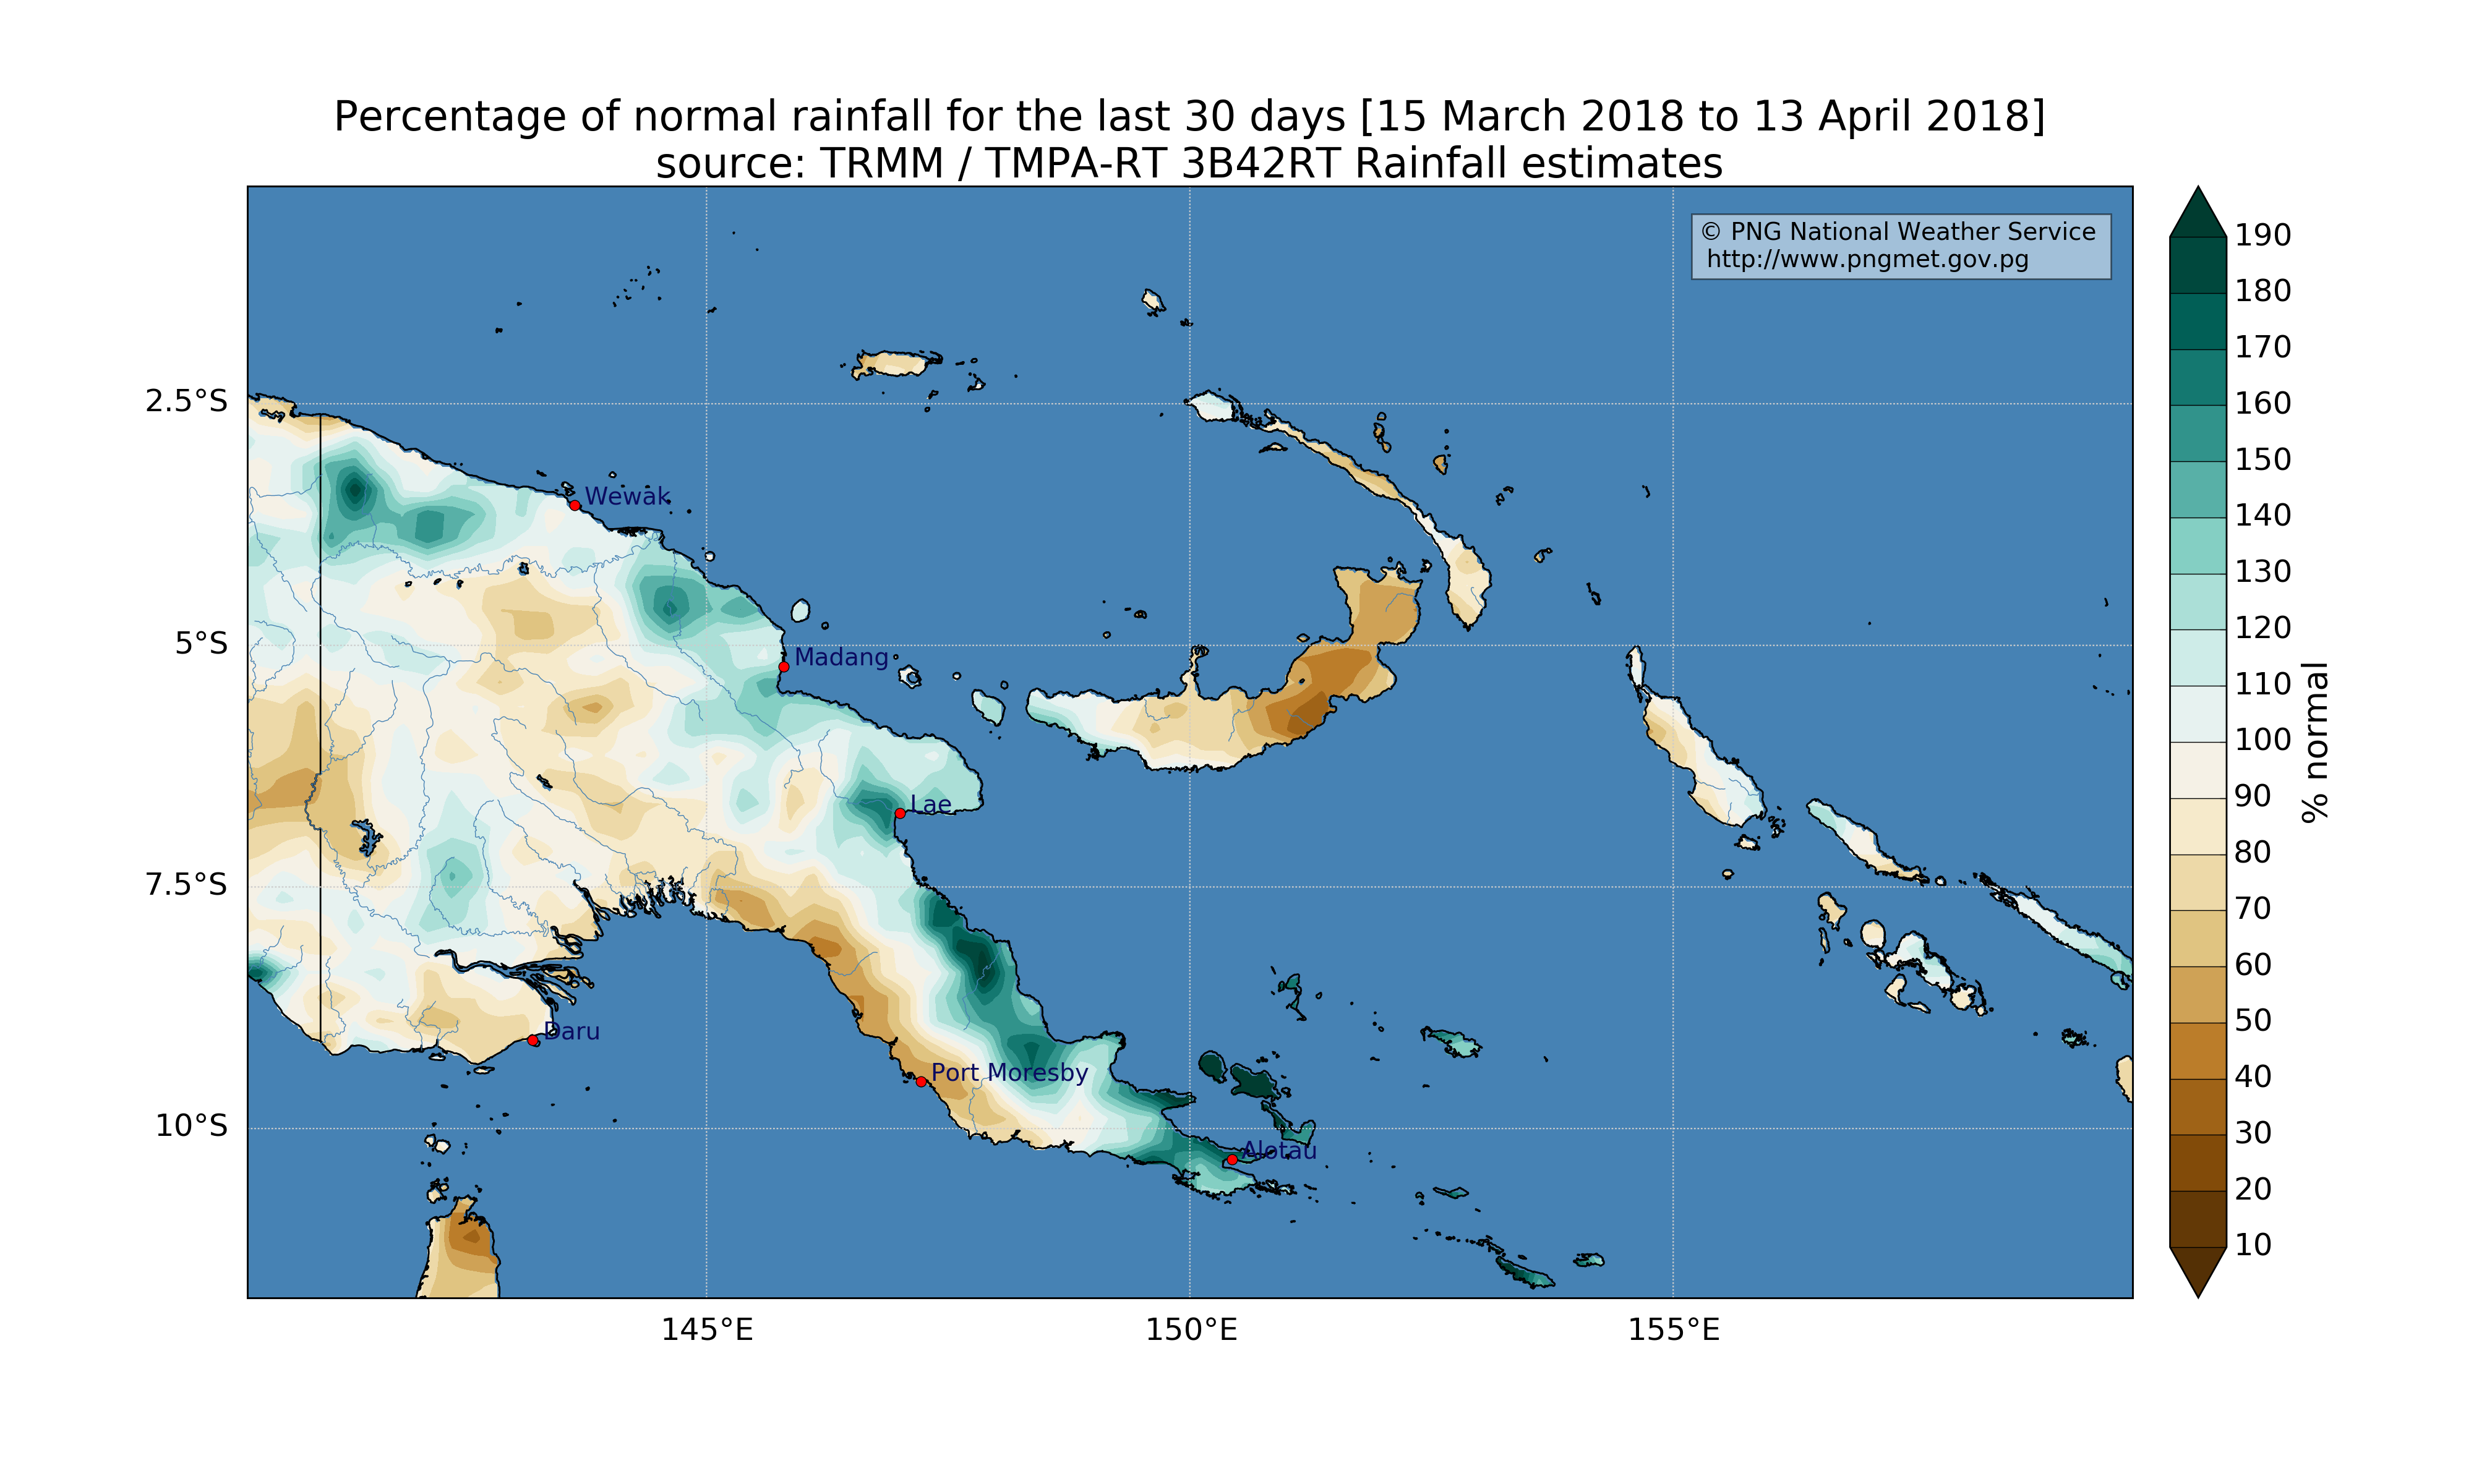 Percentage of normal rainfall for the last 30 days [15 March 2018 to 13 April 2018]
source: TRMM / TMPA-RT 3B42RT Rainfall estimates
© PNG National Weather Service
http://www.pngmet.gov.pg
2.5°S
5°S
7.5°S
10°S
Wewak
Madang
Lae
Daru
Port Moresby
Alotau
145°E
150°E
155°E
190
180
170
160
150
140
130
120
110
100
90
80
70
60
50
40
30
20
10
% normal